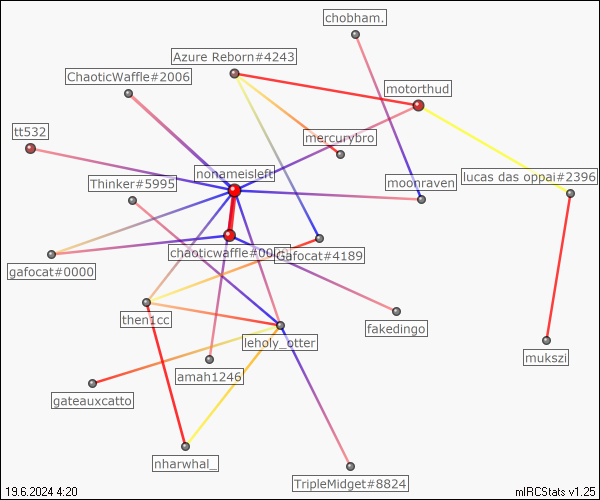 chobham.
Azure Reborn#4243
ChaoticWaffle#2006
motorthud
tt532
mercurybro
nonameisleft
lucas das oppai#2396
Thinker#5995
moonraven
chaoticwaffle#0
Gafocat#4189
gafocat#0000
then1cc
fakedingo
leholy_otter
mukszi
amah1246
gateauxcatto
nharwhal_
TripleMidget#8824
19.6.2024 4:20
mIRCStats v1.25